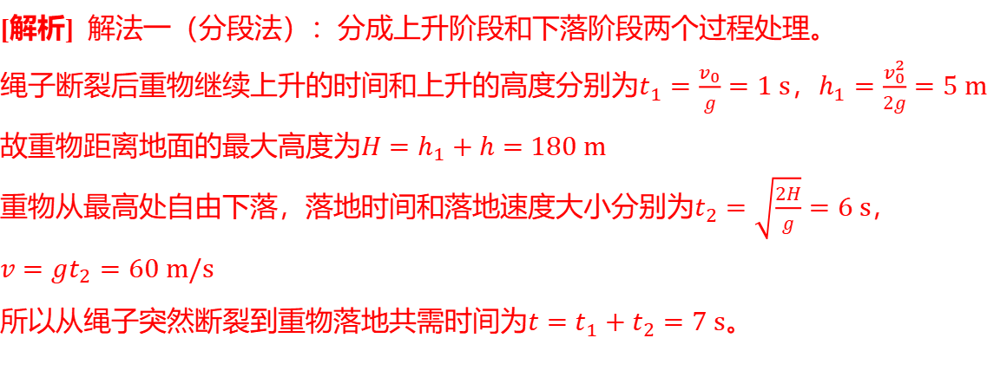 [解析] 解法一（分段法）：分成上升阶段和下落阶段两个过程处理。
绳子断裂后重物继续上升的时间和上升的高度分别为$t_1 = \frac{v_0}{g} = 1 \text{ s}$，$h_1 = \frac{v_0^2}{2g} = 5 \text{ m}$
故重物距离地面的最大高度为$H = h_1 + h = 180 \text{ m}$
重物从最高处自由下落，落地时间和落地速度大小分别为$t_2 = \sqrt{\frac{2H}{g}} = 6 \text{ s}$，
$v = gt_2 = 60 \text{ m/s}$
所以从绳子突然断裂到重物落地共需时间为$t = t_1 + t_2 = 7 \text{ s}$。